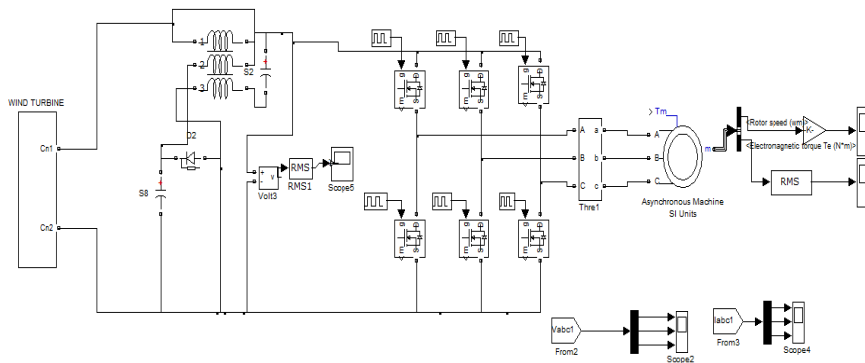 1
2
3
S2
WIND TURBINE
Cn1
Cn2
D2
S8
+
+
-
v
Volt3
RMS
RMS1
Scope5
g
D
E
S
g
D
E
S
g
D
E
S
g
D
E
S
g
D
E
S
g
D
E
S
A
B
C
a
b
c
Thre1
Tm
A
B
C
m
Asynchronous Machine
SI Units
<Rotor speed (wm)>
-K-
<Electromagnetic torque Te (N*m)>
RMS
Vabc1
From2
Scope2
Iabc1
From3
Scope4